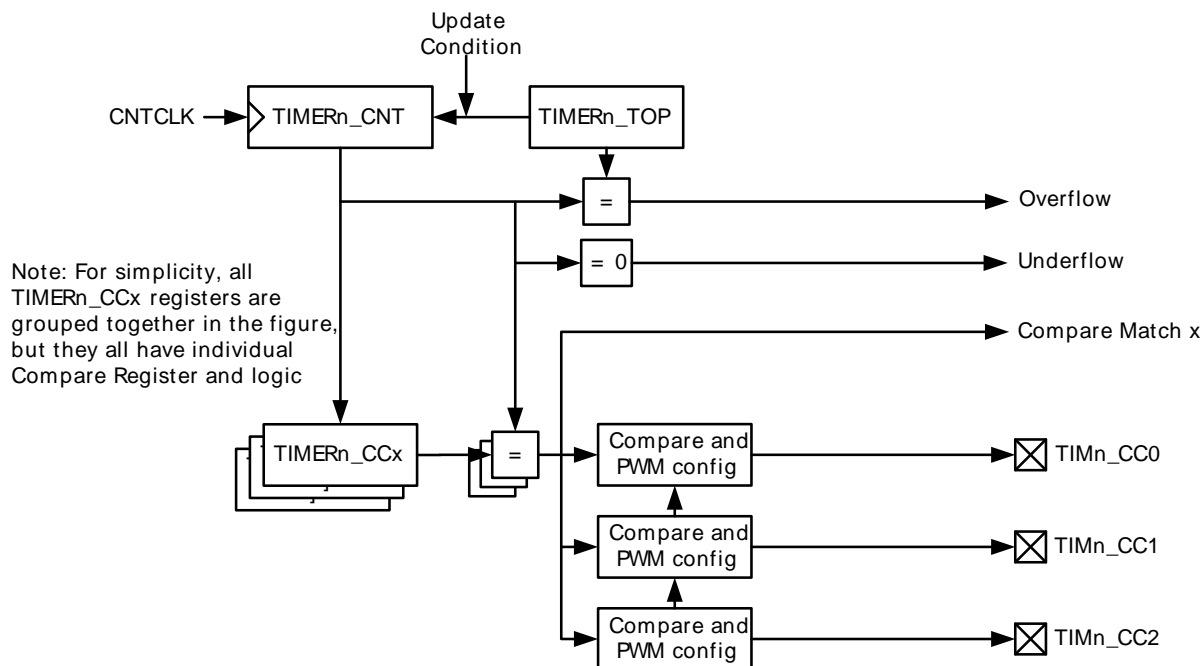 Update
Condition
CNTCLK
TIMERn_CNT
TIMERn_TOP
=
Overflow
= 0
Underflow
Note: For simplicity, all
TIMERn_CCx registers are
grouped together in the figure,
but they all have individual
Compare Register and logic
Compare Match x
TIMERn_CCx
=
Compare and
PWM config
TIMn_CC0
Compare and
PWM config
TIMn_CC1
Compare and
PWM config
TIMn_CC2